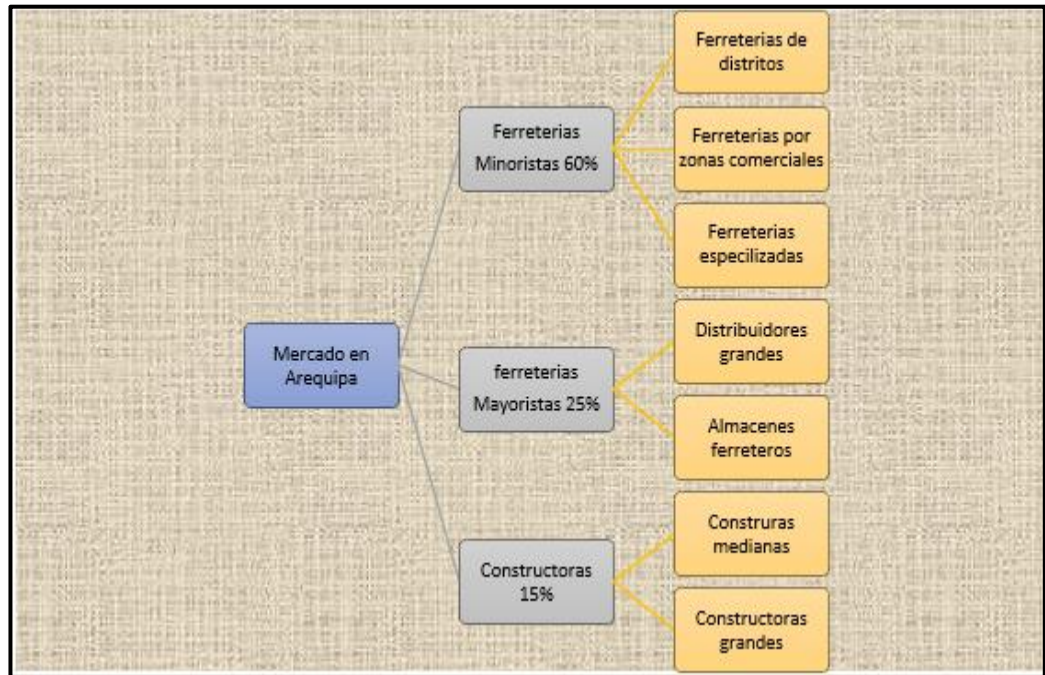 Mercado en
Arequipa
Ferreterias
Minoristas 60%
Ferreterias de
distritos
Ferreterias por
zonas comerciales
Ferreterias
especilizadas
ferreterias
Mayoristas 25%
Distribuidores
grandes
Almacenes
ferreteros
Constructoras
15%
Construras
medianas
Constructoras
grandes